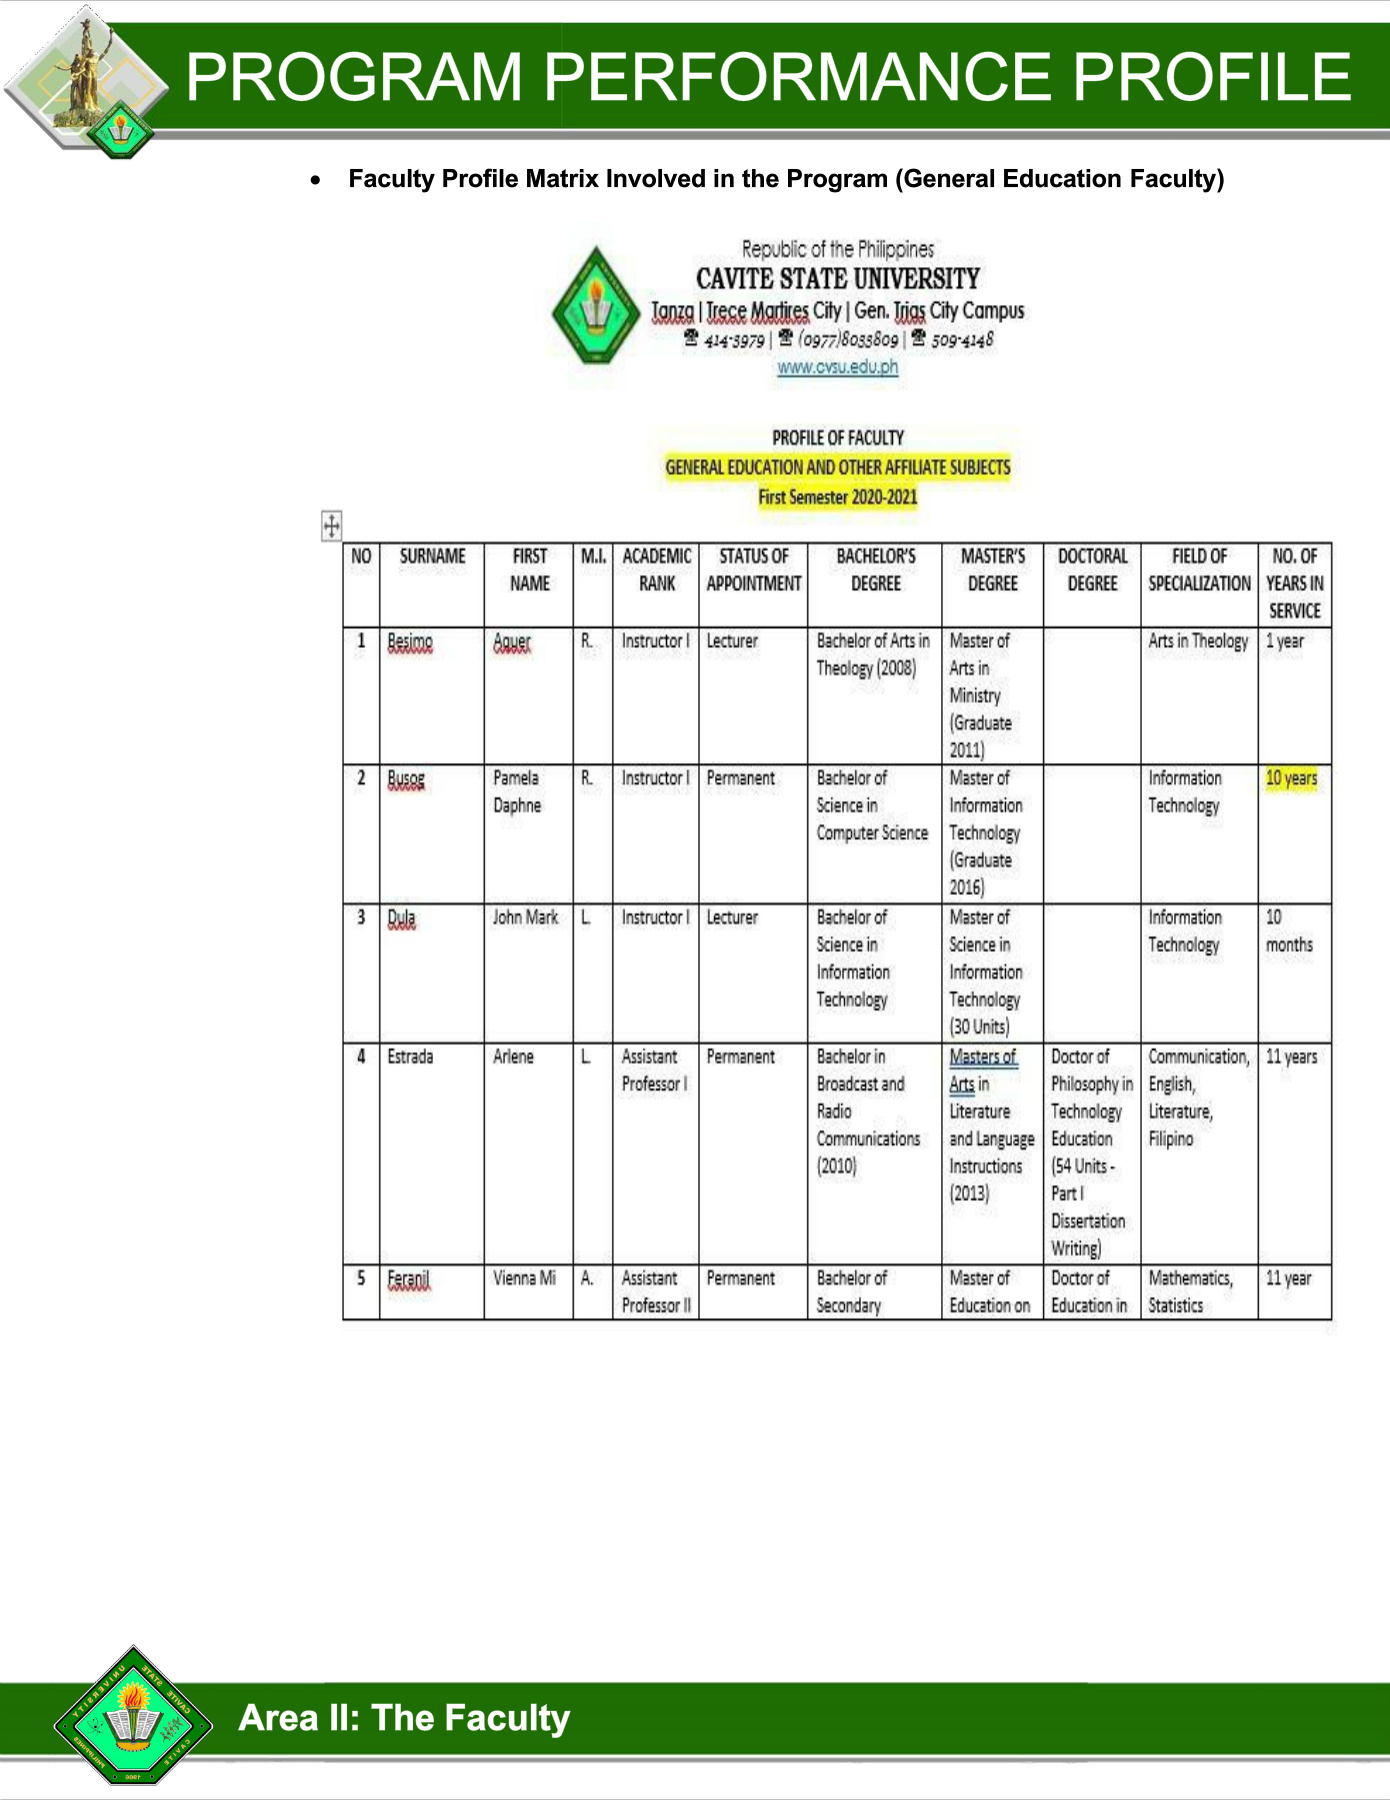 PROGRAM PERFORMANCE PROFILE
• Faculty Profile Matrix Involved in the Program (General Education Faculty)
Republic of the Philippines
CAVITE STATE UNIVERSITY
Tanza | Trece Martires City | Gen. Trias City Campus
☎ 414-3979 | ☎ (0977)8033809 | ☎ 509-4148
www.cvsu.edu.ph
PROFILE OF FACULTY
GENERAL EDUCATION AND OTHER AFFILIATE SUBJECTS
First Semester 2020-2021
NO SURNAME FIRST M.I. ACADEMIC STATUS OF BACHELOR'S MASTER'S DOCTORAL FIELD OF NO. OF
NAME RANK APPOINTMENT DEGREE DEGREE DEGREE SPECIALIZATION YEARS IN
SERVICE
1 Besimo Aguer R. Instructor I Lecturer Bachelor of Arts in Master of Arts in Theology 1 year
Theology (2008) Arts in
Ministry
(Graduate
2011)
2 Busog Pamela R. Instructor I Permanent Bachelor of Master of Information 10 years
Daphne Science in Information Technology
Computer Science Technology
(Graduate
2016)
3 Dula John Mark L. Instructor I Lecturer Bachelor of Master of Information 10
Science in Science in Technology months
Information Information
Technology Technology
(30 Units)
4 Estrada Arlene L. Assistant Permanent Bachelor in Masters of Doctor of Communication, 11 years
Professor I Broadcast and Arts in Philosophy in English,
Radio Literature Technology Literature,
Communications and Language Education Filipino
(2010) Instructions (54 Units -
(2013) Part I
Dissertation
Writing)
5 Feranil Vienna Mi A. Assistant Permanent Bachelor of Master of Doctor of Mathematics, 11 year
Professor II Secondary Education on Education in Statistics
CAVITE STATE UNIVERSITY
CAVITE
PHILIPPINES
1906
Area II: The Faculty